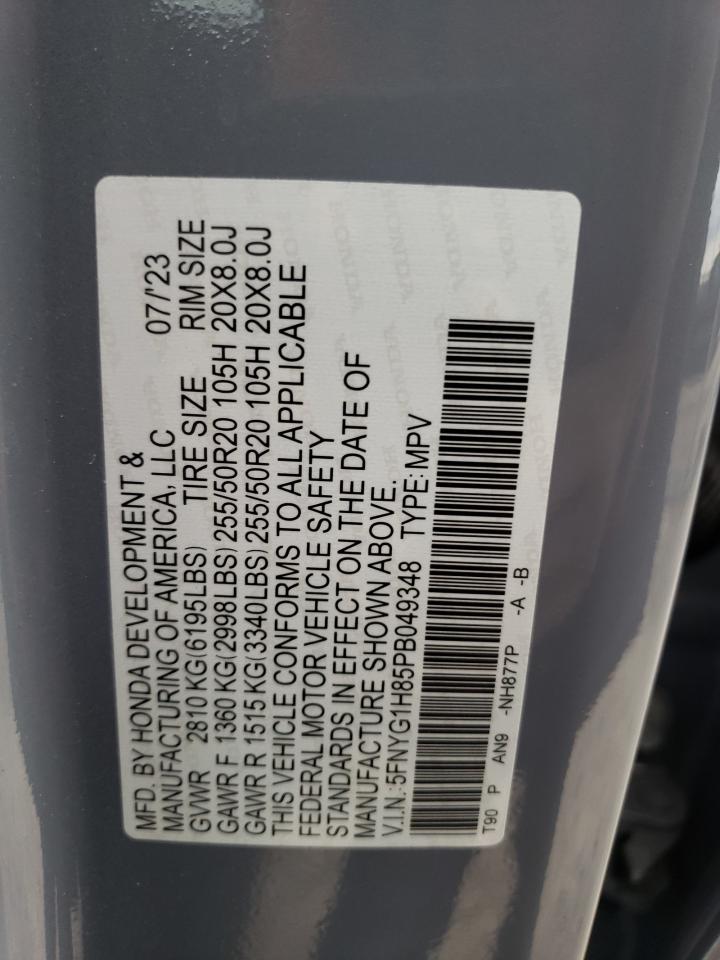 MFD. BY HONDA DEVELOPMENT &
MANUFACTURING OF AMERICA, LLC 07/'23
GVWR 2810 KG(6195LBS) TIRE SIZE RIM SIZE
GAWR F 1360 KG(2998LBS) 255/50R20 105H 20X8.0J
GAWR R 1515 KG(3340LBS) 255/50R20 105H 20X8.0J
THIS VEHICLE CONFORMS TO ALL APPLICABLE
FEDERAL MOTOR VEHICLE SAFETY
STANDARDS IN EFFECT ON THE DATE OF
MANUFACTURE SHOWN ABOVE.
V.I.N.:5FNYG1H85PB049348 TYPE:MPV
T90 P AN9 -NH877P -A -B